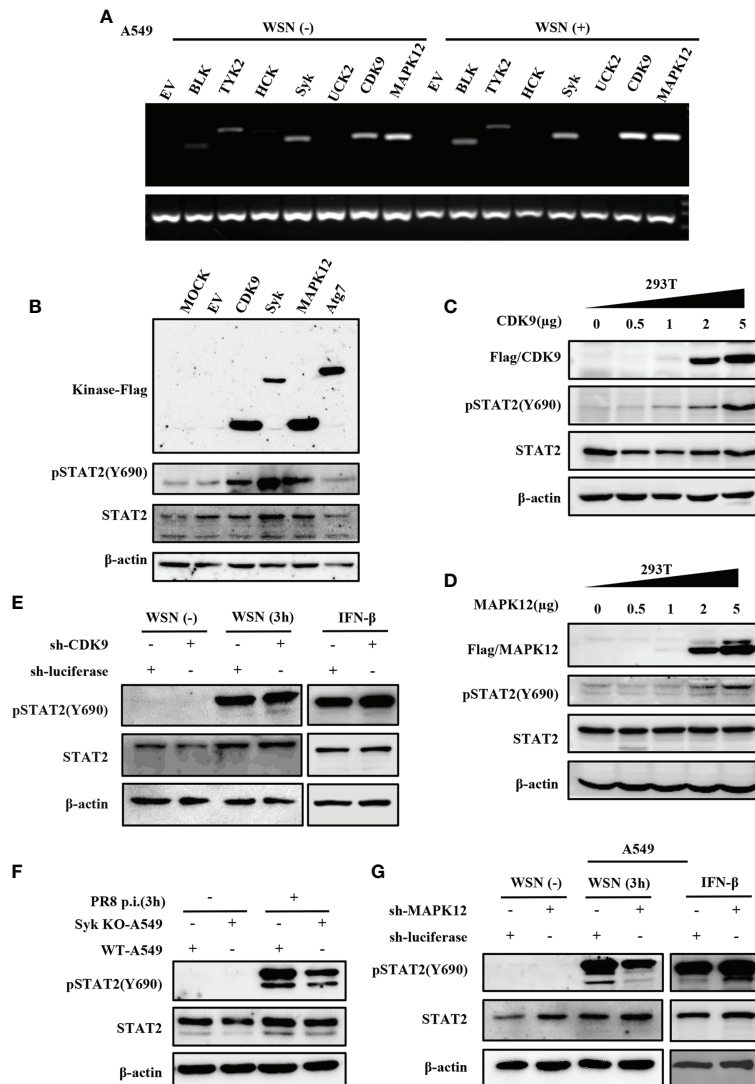 A
A549
WSN (-) WSN (+)
EV BLK TYK2 HCK Syk UCK2 CDK9 MAPK12 EV BLK TYK2 HCK Syk UCK2 CDK9 MAPK12
B
MOCK EV CDK9 Syk MAPK12 Atg7
Kinase-Flag
pSTAT2(Y690)
STAT2
β-actin
C
293T
CDK9(μg) 0 0.5 1 2 5
Flag/CDK9
pSTAT2(Y690)
STAT2
β-actin
D
293T
MAPK12(μg) 0 0.5 1 2 5
Flag/MAPK12
pSTAT2(Y690)
STAT2
β-actin
E
WSN (-) WSN (3h) IFN-β
sh-CDK9 - + - + - +
sh-luciferase + - + - + -
pSTAT2(Y690)
STAT2
β-actin
F
PR8 p.i.(3h) - +
Syk KO-A549 - + - +
WT-A549 + - + -
pSTAT2(Y690)
STAT2
β-actin
G
A549
WSN (-) WSN (3h) IFN-β
sh-MAPK12 - + - + - +
sh-luciferase + - + - + -
pSTAT2(Y690)
STAT2
β-actin